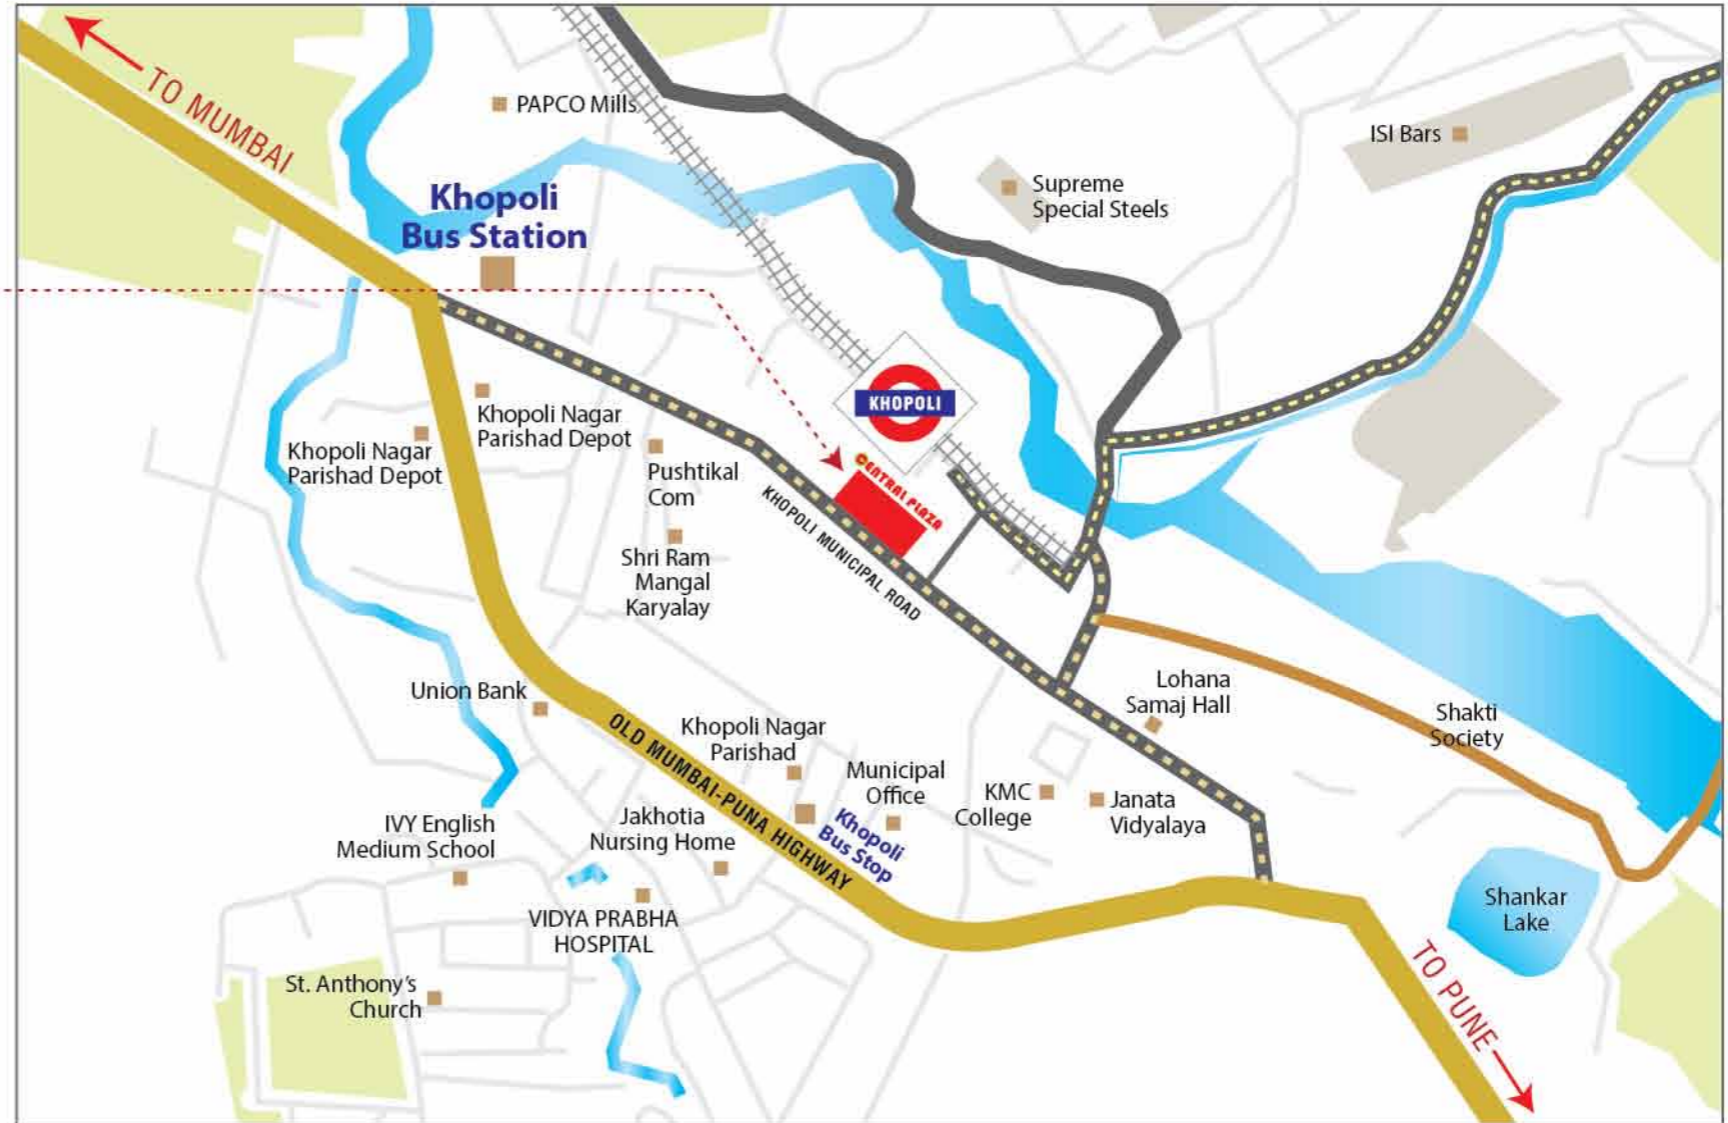 TO MUMBAI
PAPCO Mills
ISI Bars
Supreme
Special Steels
Khopoli
Bus Station
KHOPOLI
Khopoli Nagar
Parishad Depot
Khopoli Nagar
Parishad Depot
Pushtikal
Com
CENTRAL PLAZA
KHOPOLI MUNICIPAL ROAD
Shri Ram
Mangal
Karyalay
Union Bank
Lohana
Samaj Hall
Shakti
Society
OLD MUMBAI-PUNA HIGHWAY
Khopoli Nagar
Parishad
Municipal
Office
KMC
College
Janata
Vidyalaya
Khopoli
Bus Stop
Jakhotia
Nursing Home
IVY English
Medium School
VIDYA PRABHA
HOSPITAL
Shankar
Lake
St. Anthony's
Church
TO PUNE